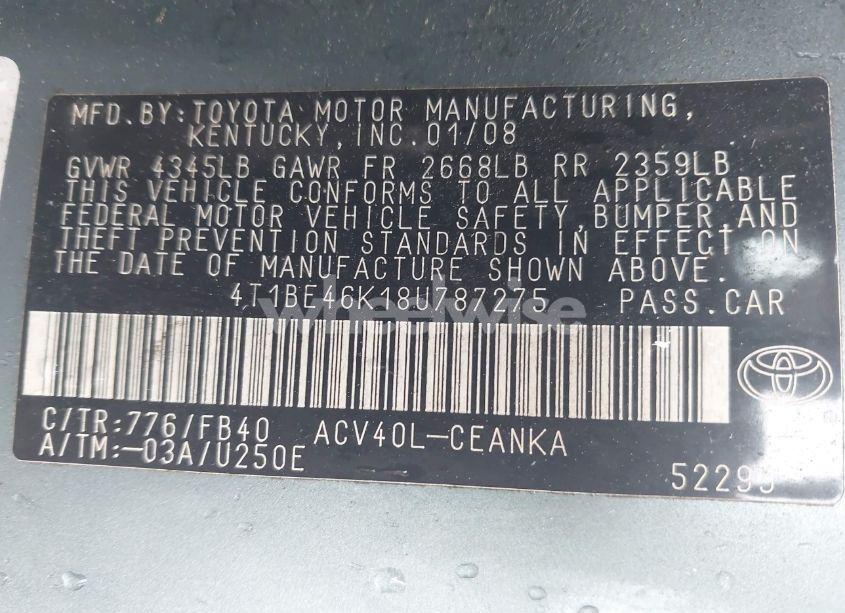 MFD. BY: TOYOTA MOTOR MANUFACTURING,
KENTUCKY, INC. 01/08
GVWR 4345LB GAWR FR 2668LB RR 2359LB
THIS VEHICLE CONFORMS TO ALL APPLICABLE
FEDERAL MOTOR VEHICLE SAFETY, BUMPER, AND
THEFT PREVENTION STANDARDS IN EFFECT ON
THE DATE OF MANUFACTURE SHOWN ABOVE.
4T1BE46K18U787275 PASS. CAR
wheelwise
C/TR: 776/FB40 ACV40L-CEANKA
A/TM: -03A/U250E